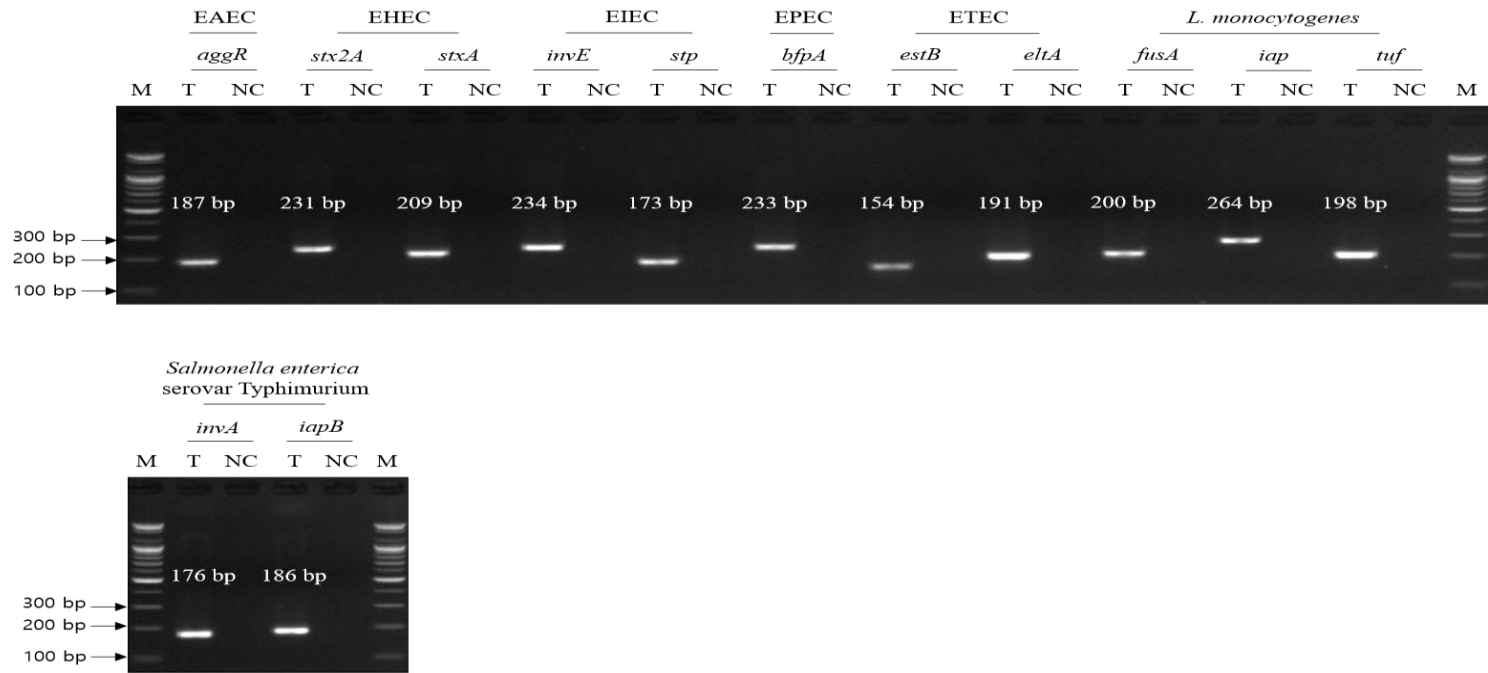 EAEC EHEC EIEC EPEC ETEC L. monocytogenes
aggR stx2A stxA invE stp bfpA estB eltA fusA iap tuf
M T NC T NC T NC T NC T NC T NC T NC T NC T NC T NC T NC M
187 bp 231 bp 209 bp 234 bp 173 bp 233 bp 154 bp 191 bp 200 bp 264 bp 198 bp
300 bp
200 bp
100 bp
Salmonella enterica
serovar Typhimurium
invA iapB
M T NC T NC M
176 bp 186 bp
300 bp
200 bp
100 bp